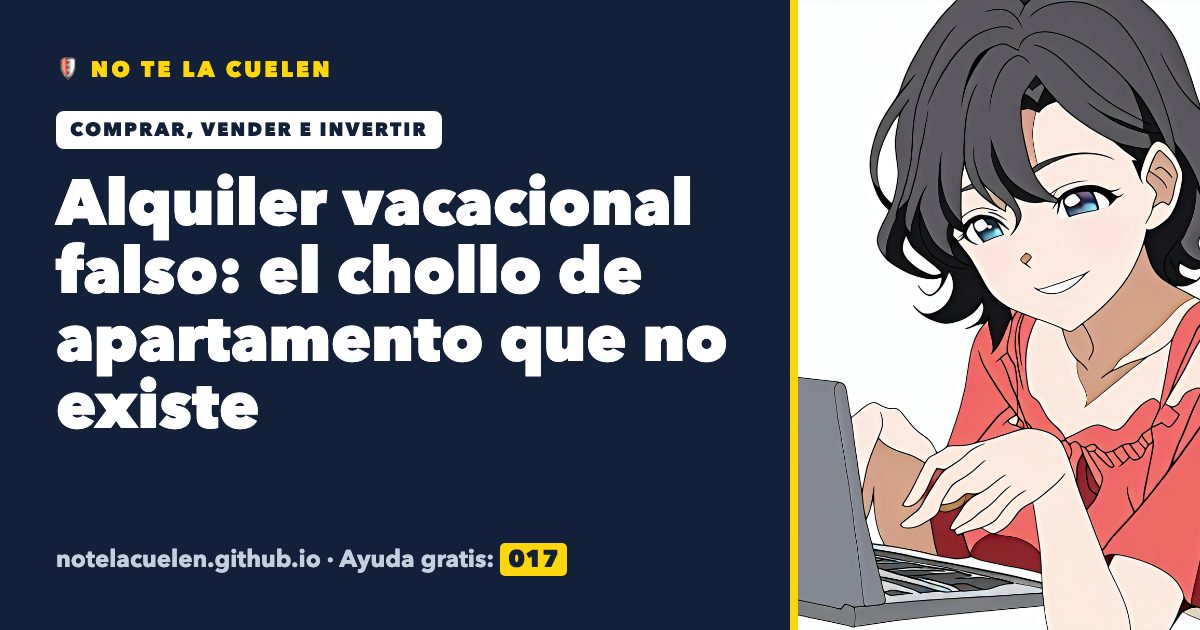 NO TE LA CUELEN
COMPRAR, VENDER E INVERTIR
Alquiler vacacional
falso: el chollo de
apartamento que no
existe
notelacuelen.github.io · Ayuda gratis: 017